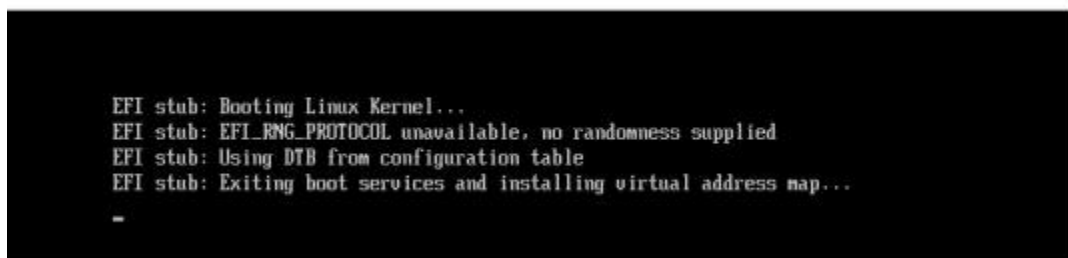 EFI stub: Booting Linux Kernel...
EFI stub: EFI_RNG_PROTOCOL unavailable, no randomness supplied
EFI stub: Using DTB from configuration table
EFI stub: Exiting boot services and installing virtual address map...